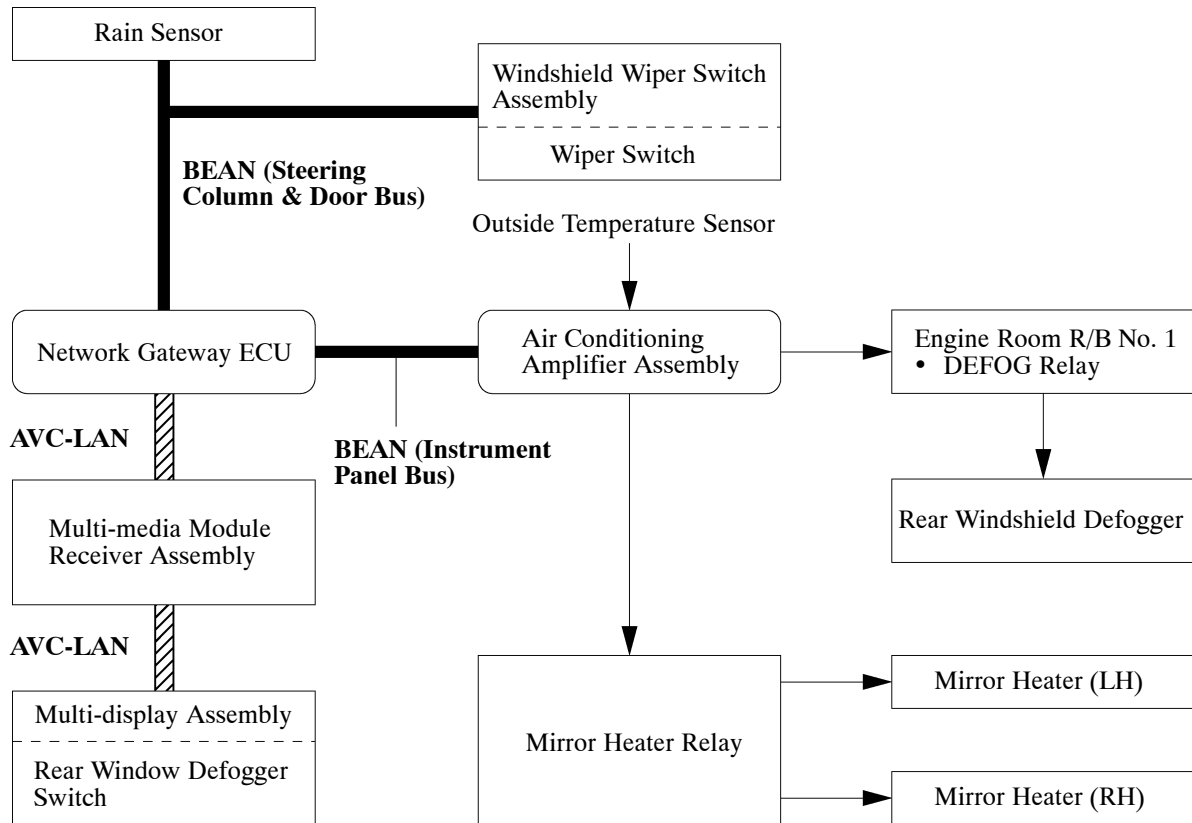 Rain Sensor
Windshield Wiper Switch
Assembly
Wiper Switch
BEAN (Steering
Column & Door Bus)
Outside Temperature Sensor
Network Gateway ECU
Air Conditioning
Amplifier Assembly
Engine Room R/B No. 1
• DEFOG Relay
AVC-LAN
BEAN (Instrument
Panel Bus)
Multi-media Module
Receiver Assembly
Rear Windshield Defogger
AVC-LAN
Multi-display Assembly
Rear Window Defogger
Switch
Mirror Heater Relay
Mirror Heater (LH)
Mirror Heater (RH)